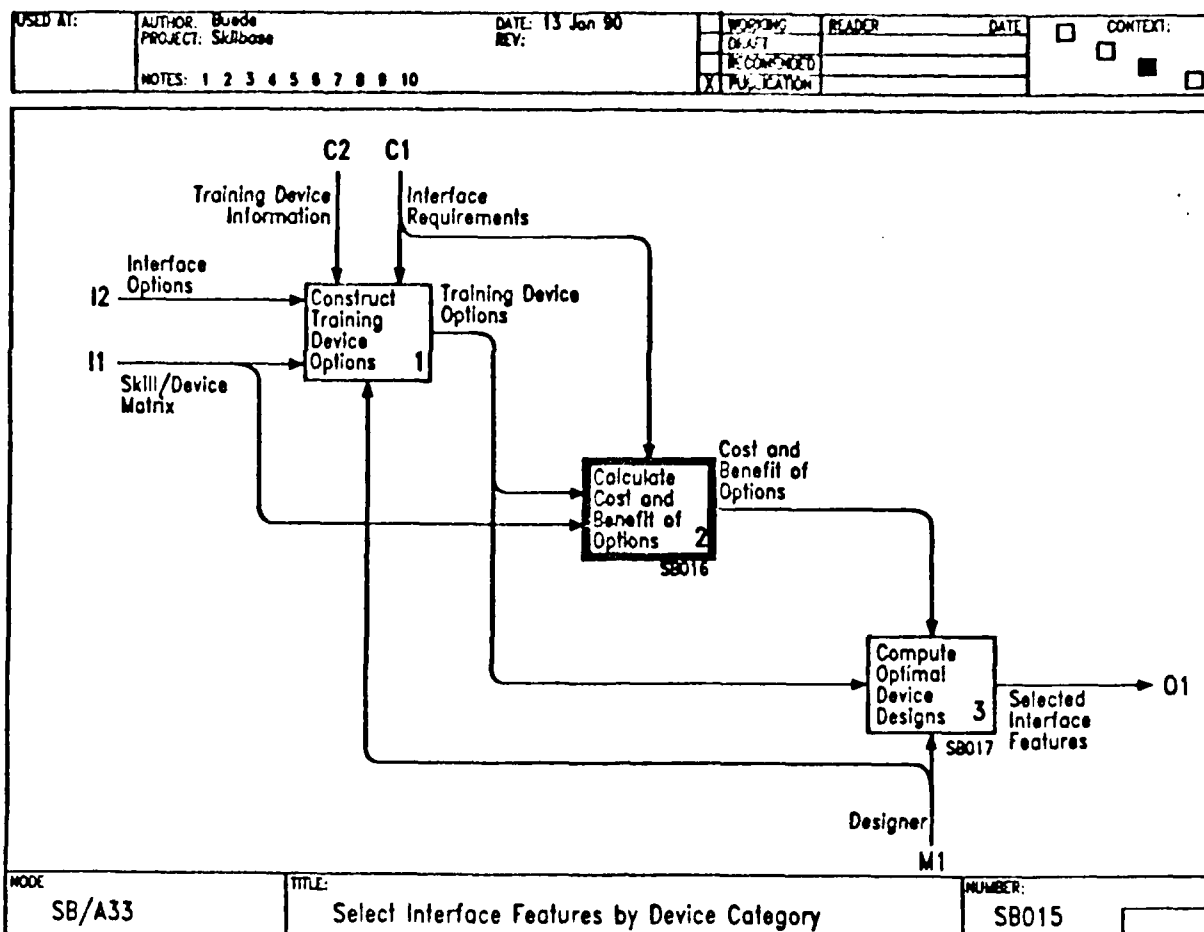 USED AT:
AUTHOR: Buede
PROJECT: Skillbase
DATE: 13 Jan 90
REV:
NOTES: 1 2 3 4 5 6 7 8 9 10
WORKING
DRAFT
RECOMMENDED
X PUBLICATION
READER DATE
CONTEXT:
C2 C1
Training Device
Information
Interface
Requirements
I2
Interface
Options
I1
Skill/Device
Matrix
Construct
Training
Device
Options 1
Training Device
Options
Calculate
Cost and
Benefit of
Options 2
SB016
Cost and
Benefit of
Options
Compute
Optimal
Device
Designs 3
SB017
Selected
Interface
Features
O1
Designer
M1
NODE
SB/A33
TITLE:
Select Interface Features by Device Category
NUMBER:
SB015